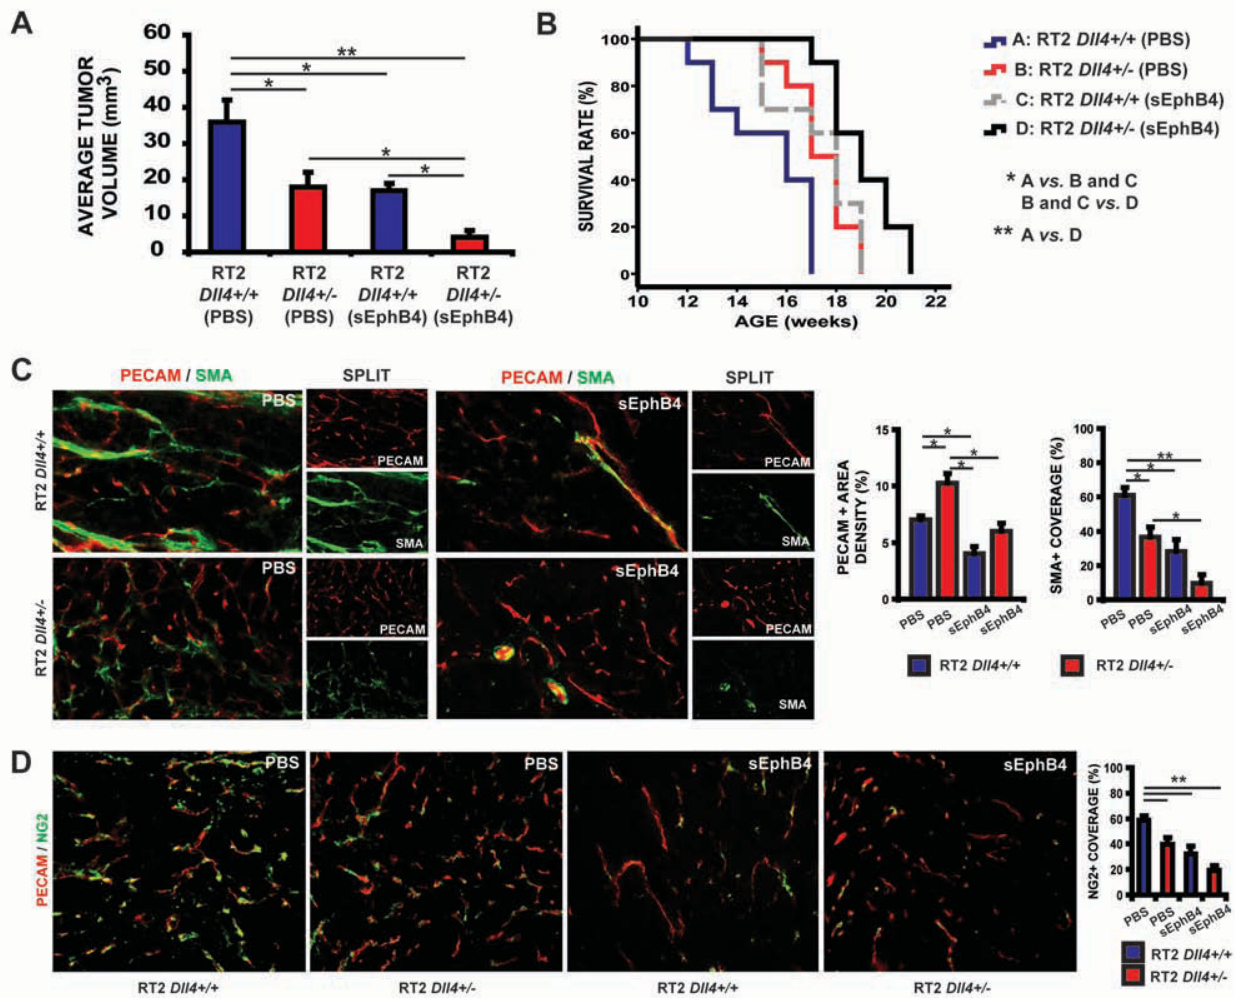 A
AVERAGE TUMOR
VOLUME (mm³)
60
50
40
30
20
10
0
**
*
*
*
*
RT2
Dll4+/+
(PBS)
RT2
Dll4+/-
(PBS)
RT2
Dll4+/+
(sEphB4)
RT2
Dll4+/-
(sEphB4)
B
SURVIVAL RATE (%)
100
80
60
40
20
0
10 12 14 16 18 20 22
AGE (weeks)
A: RT2 Dll4+/+ (PBS)
B: RT2 Dll4+/- (PBS)
C: RT2 Dll4+/+ (sEphB4)
D: RT2 Dll4+/- (sEphB4)
* A vs. B and C
B and C vs. D
** A vs. D
C
PECAM / SMA
SPLIT
PECAM / SMA
SPLIT
RT2 Dll4+/+
PBS
PECAM
SMA
sEphB4
PECAM
SMA
RT2 Dll4+/-
PBS
PECAM
SMA
sEphB4
PECAM
SMA
PECAM + AREA
DENSITY (%)
15
10
5
0
*
*
*
*
PBS
PBS
sEphB4
sEphB4
SMA+ COVERAGE (%)
100
80
60
40
20
0
**
*
*
*
PBS
PBS
sEphB4
sEphB4
RT2 Dll4+/+
RT2 Dll4+/-
D
PECAM / NG2
PBS
PBS
sEphB4
sEphB4
RT2 Dll4+/+
RT2 Dll4+/-
RT2 Dll4+/+
RT2 Dll4+/-
NG2+ COVERAGE (%)
100
80
60
40
20
0
**
PBS
PBS
sEphB4
sEphB4
RT2 Dll4+/+
RT2 Dll4+/-